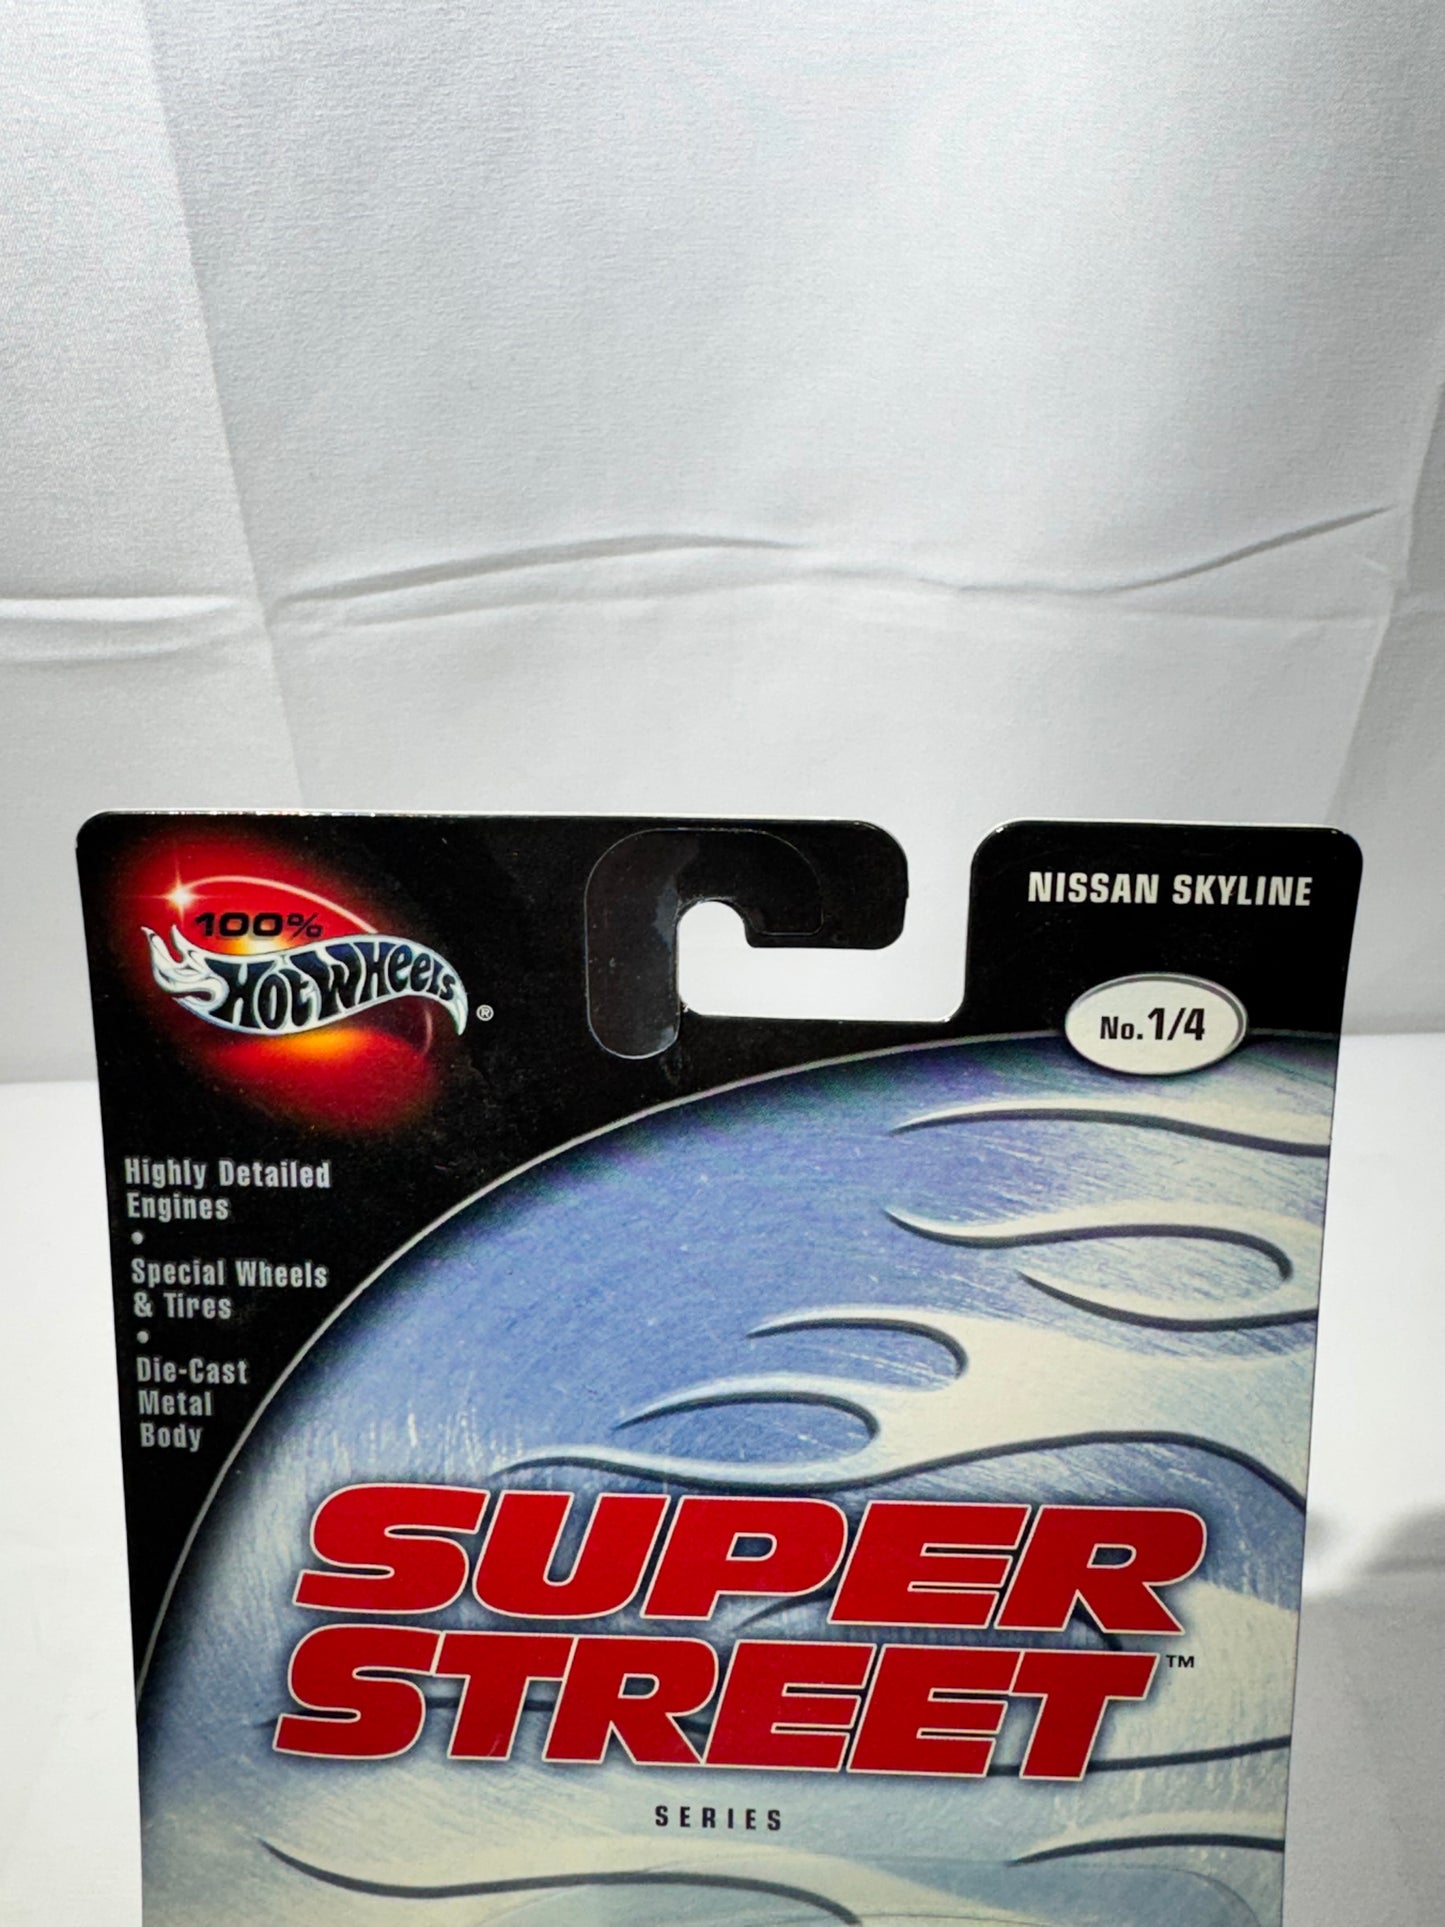 100%
Hot Wheels®
NISSAN SKYLINE
No. 1/4
Highly Detailed
Engines
•
Special Wheels
& Tires
•
Die-Cast
Metal
Body
SUPER
STREET™
SERIES